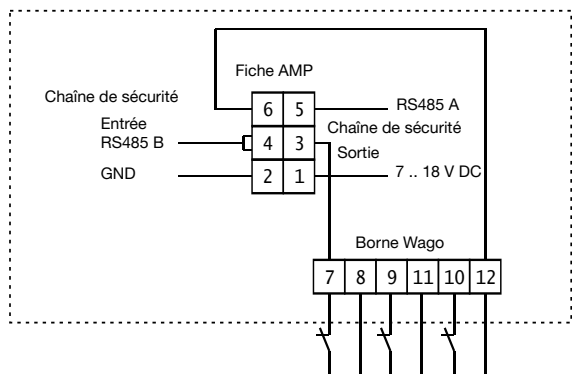 Fiche AMP
Chaîne de sécurité
Entrée
6 5
RS485 A
RS485 B
4 3
Chaîne de sécurité
Sortie
GND
2 1
7 .. 18 V DC
Borne Wago
7 8 9 11 10 12